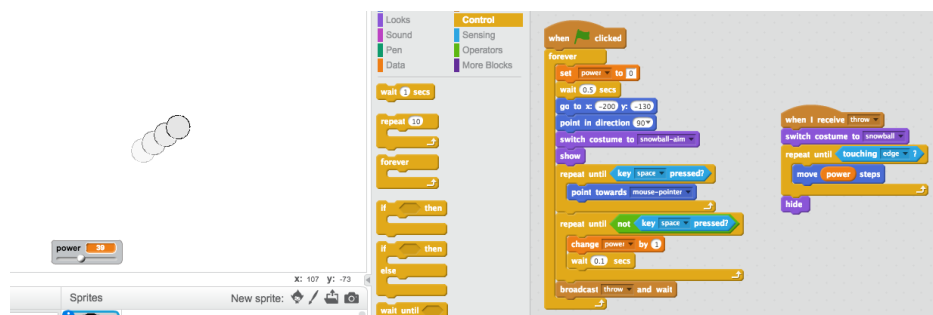 power 39
x: 107 y: -73
Sprites New sprite:
Looks Control
Sound Sensing
Pen Operators
Data More Blocks
wait 1 secs
repeat 10
forever
if then
if then
else
wait until
when clicked
forever
set power to 0
wait 0.5 secs
go to x: -200 y: -130
point in direction 90
switch costume to snowball-aim
show
repeat until key space pressed?
point towards mouse-pointer
repeat until not key space pressed?
change power by 1
wait 0.1 secs
broadcast throw and wait
when I receive throw
switch costume to snowball
repeat until touching edge ?
move power steps
hide